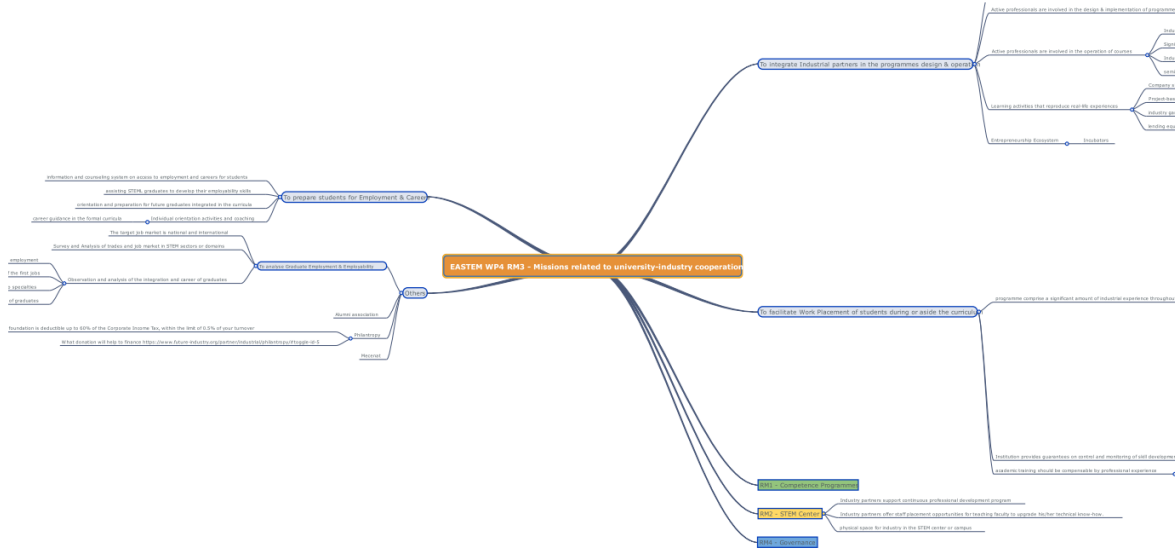 EASTEM WP4 RM3 - Missions related to university-industry cooperation
To integrate Industrial partners in the programmes design & operat
Active professionals are involved in the design & implementation of programme
Active professionals are involved in the operation of courses
Indu
Sign
Indu
Learning activities that reproduce real-life experiences
Company s
Project-bas
Entrepreneurship Ecosystem
Incubators
To facilitate Work Placement of students during or aside the curricul
programme comprise a significant amount of industrial experience throughout
Institution provides guarantees on control and monitoring of skill developmen
academic training should be compensable by professional experience
RM1 - Competence Programmes
RM2 - STEM Center
Industry partners support continuous professional development program
Industry partners offer staff placement opportunities for teaching faculty to upgrade his/her technical know-how.
physical space for industry in the STEM center or campus
RM4 - Governance
To prepare students for Employment & Career
information and counseling system on access to employment and careers for students
assisting STEM, graduates to develop their employability skills
orientation and preparation for future graduates integrated in the curricula
Individual orientation activities and coaching
career guidance in the formal curricula
Others
To analyse Graduate Employment & Employability
The target job market is national and international
Survey and Analysis of trades and job market in STEM sectors or domains
Observation and analysis of the integration and career of graduates
employment
f the first jobs
specialities
of graduates
Alumni association
Philantropy
foundation is deductible up to 60% of the Corporate Income Tax, within the limit of 0.5% of your turnover
What donation will help to finance https://www.future-industry.org/partner/industriel/philantropy/#toggle-id-5
Mecenat